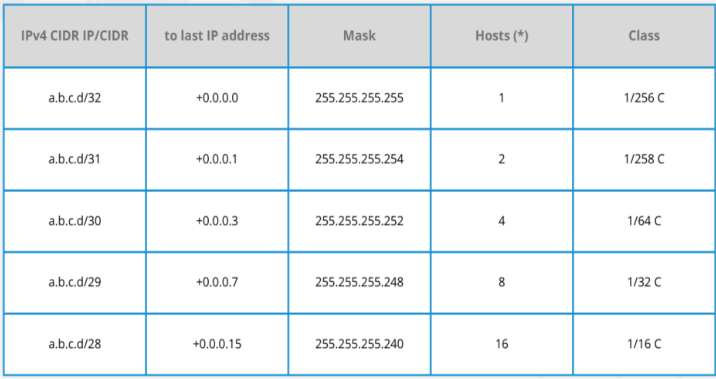 IPv4 CIDR IP/CIDR to last IP address Mask Hosts (*) Class
a.b.c.d/32 +0.0.0.0 255.255.255.255 1 1/256 C
a.b.c.d/31 +0.0.0.1 255.255.255.254 2 1/258 C
a.b.c.d/30 +0.0.0.3 255.255.255.252 4 1/64 C
a.b.c.d/29 +0.0.0.7 255.255.255.248 8 1/32 C
a.b.c.d/28 +0.0.0.15 255.255.255.240 16 1/16 C